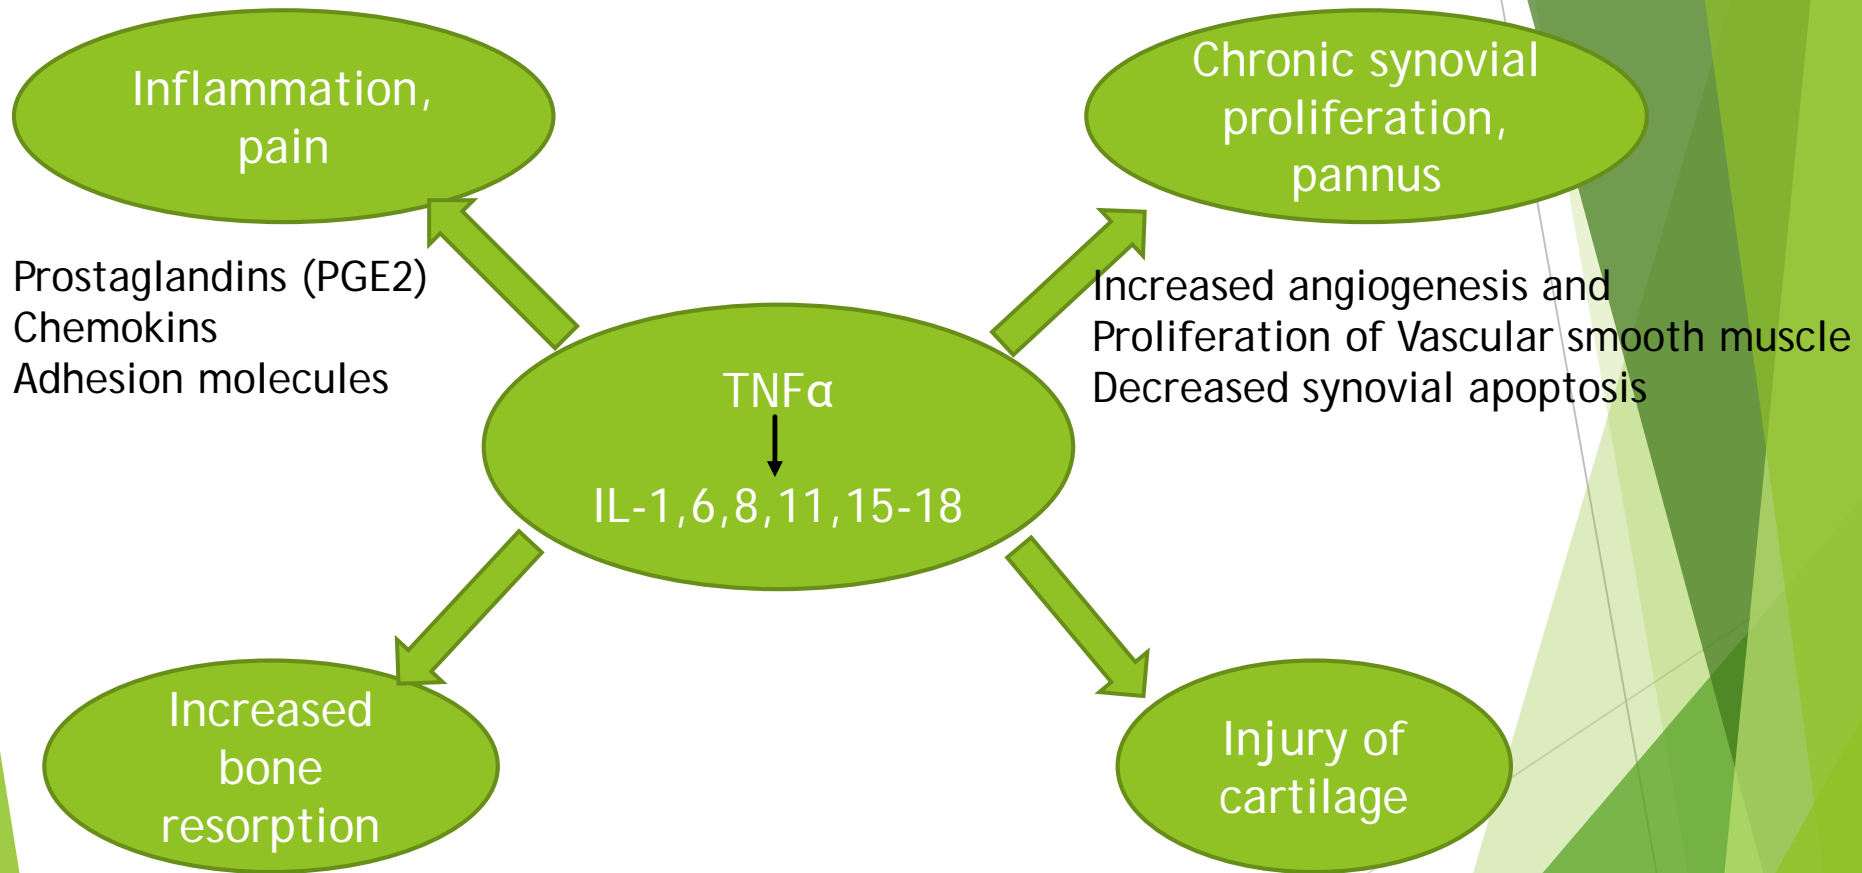 Inflammation,
pain
Chronic synovial
proliferation,
pannus
Prostaglandins (PGE2)
Chemokins
Adhesion molecules
Increased angiogenesis and
Proliferation of Vascular smooth muscle
Decreased synovial apoptosis
TNFα
IL-1,6,8,11,15-18
Increased
bone
resorption
Injury of
cartilage